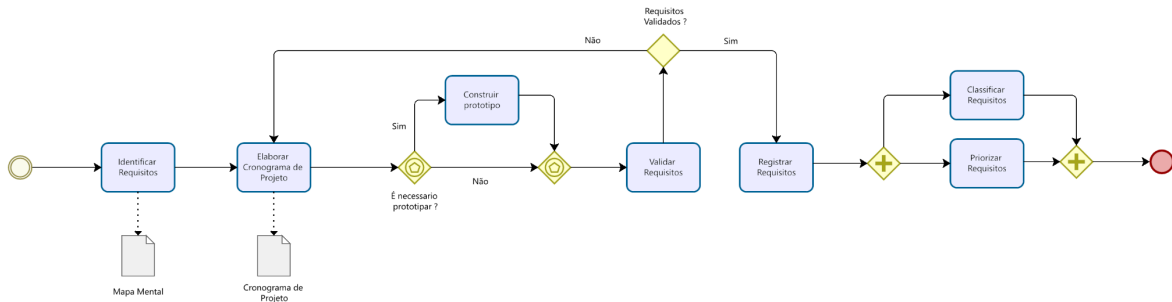 Requisitos
Validados ?
Não
Sim
Construir
prototipo
Classificar
Requisitos
Sim
Identificar
Requisitos
Elaborar
Cronograma de
Projeto
Não
Validar
Requisitos
Registrar
Requisitos
Priorizar
Requisitos
É necessario
prototipar ?
Mapa Mental
Cronograma de
Projeto